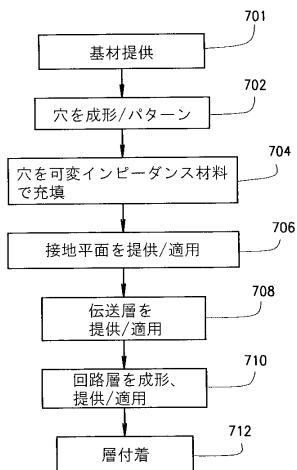 701
基材提供
702
穴を成形/パターン
704
穴を可変インピーダンス材料
で充填
706
接地平面を提供/適用
708
伝送層を
提供/適用
710
回路層を成形、
提供/適用
712
層付着